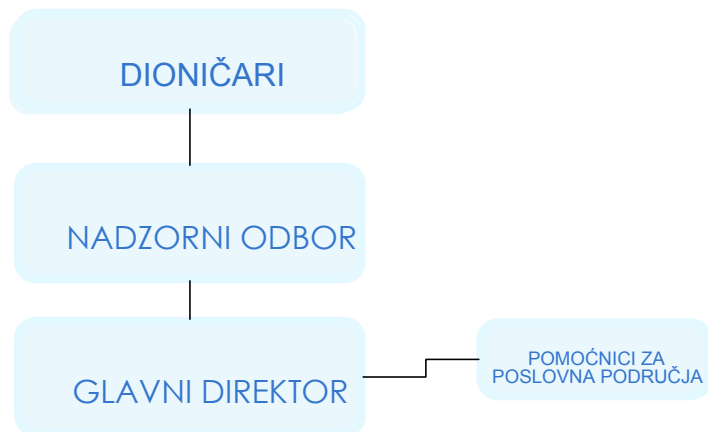 DIONIČARI
NADZORNI ODBOR
GLAVNI DIREKTOR
POMOĆNICI ZA
POSLOVNA PODRUČJA